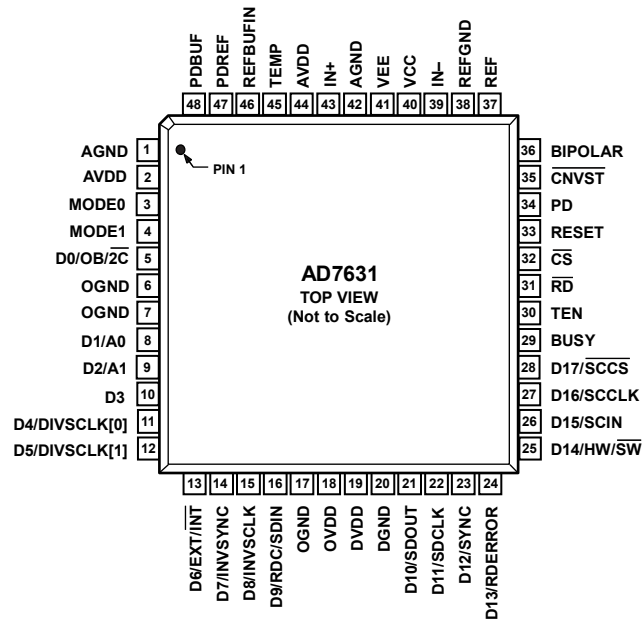 PDBUF
PDREF
REFBUFIN
TEMP
AVDD
IN+
AGND
VEE
VCC
IN–
REFGND
REF
48 47 46 45 44 43 42 41 40 39 38 37
AGND 1
AVDD 2
MODE0 3
MODE1 4
D0/OB/2C̅ 5
OGND 6
OGND 7
D1/A0 8
D2/A1 9
D3 10
D4/DIVSCLK[0] 11
D5/DIVSCLK[1] 12
PIN 1
AD7631
TOP VIEW
(Not to Scale)
36 BIPOLAR
35 C̅N̅V̅S̅T̅
34 PD
33 RESET
32 C̅S̅
31 R̅D̅
30 TEN
29 BUSY
28 D17/S̅C̅C̅S̅
27 D16/SCCLK
26 D15/SCIN
25 D14/HW/S̅W̅
13 14 15 16 17 18 19 20 21 22 23 24
D6/EXT/I̅N̅T̅
D7/INVSYNC
D8/INVSCLK
D9/RDC/SDIN
OGND
OVDD
DVDD
DGND
D10/SDOUT
D11/SDCLK
D12/SYNC
D13/RDERROR